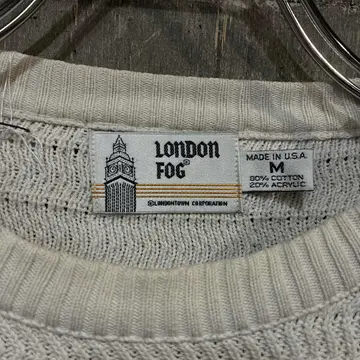 LONDON
FOG®
©LONDONTOWN CORPORATION
MADE IN U.S.A.
M
80% COTTON
20% ACRYLIC